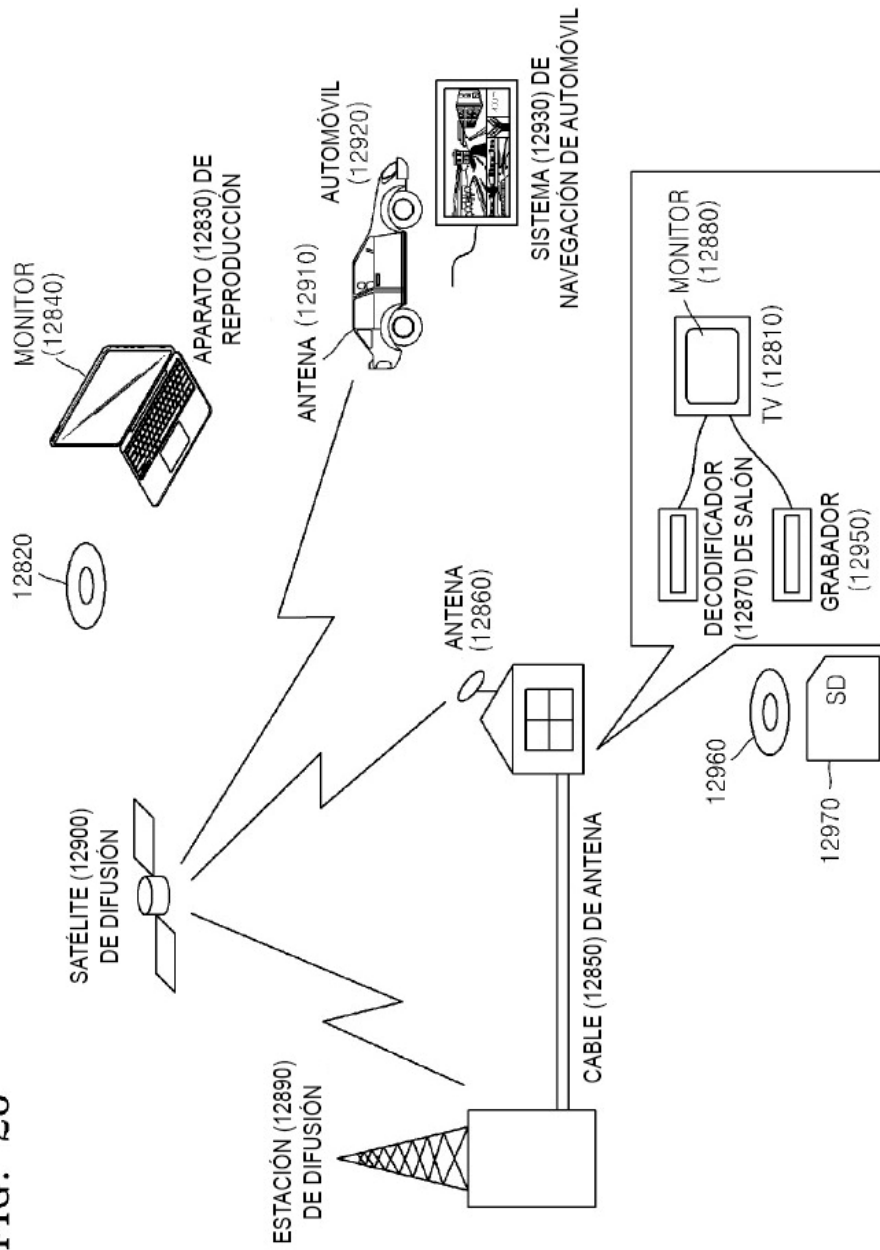 FIG. 26
SATÉLITE (12900)
DE DIFUSIÓN
12820
MONITOR
(12840)
APARATO (12830) DE
REPRODUCCIÓN
ANTENA (12910)
AUTOMÓVIL
(12920)
SISTEMA (12930) DE
NAVEGACIÓN DE AUTOMÓVIL
ESTACIÓN (12890)
DE DIFUSIÓN
ANTENA
(12860)
CABLE (12850) DE ANTENA
12960
12970
SD
DECODIFICADOR
(12870) DE SALÓN
GRABADOR
(12950)
MONITOR
(12880)
TV (12810)